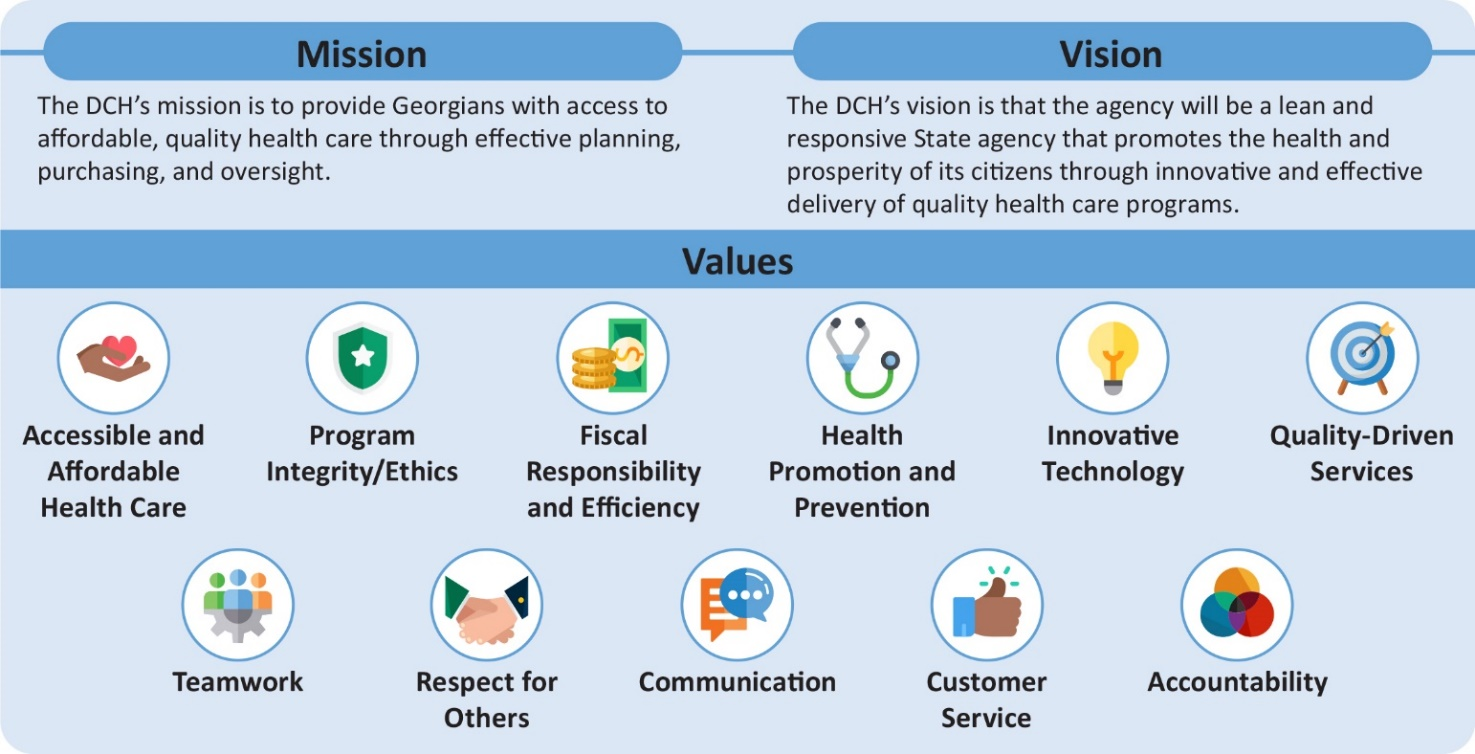 Mission
The DCH's mission is to provide Georgians with access to
affordable, quality health care through effective planning,
purchasing, and oversight.
Vision
The DCH's vision is that the agency will be a lean and
responsive State agency that promotes the health and
prosperity of its citizens through innovative and effective
delivery of quality health care programs.
Values
Accessible and
Affordable
Health Care
Program
Integrity/Ethics
Fiscal
Responsibility
and Efficiency
Health
Promotion and
Prevention
Innovative
Technology
Quality-Driven
Services
Teamwork
Respect for
Others
Communication
Customer
Service
Accountability